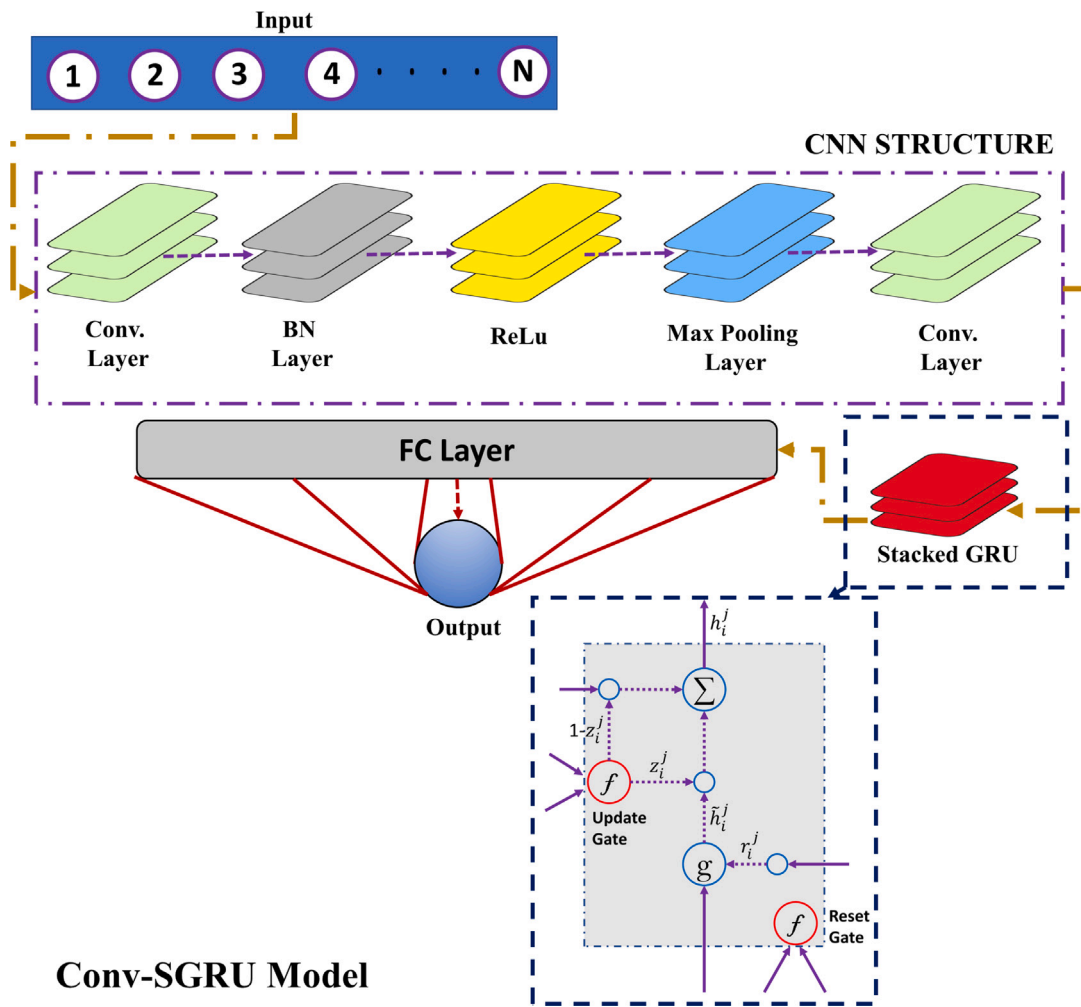 Input
1 2 3 4 . . . . N
CNN STRUCTURE
Conv.
Layer
BN
Layer
ReLu
Max Pooling
Layer
Conv.
Layer
FC Layer
Stacked GRU
Output
h_i^j
Σ
1-z_i^j
f
z_i^j
Update
Gate
h̃_i^j
g
r_i^j
f
Reset
Gate
Conv-SGRU Model